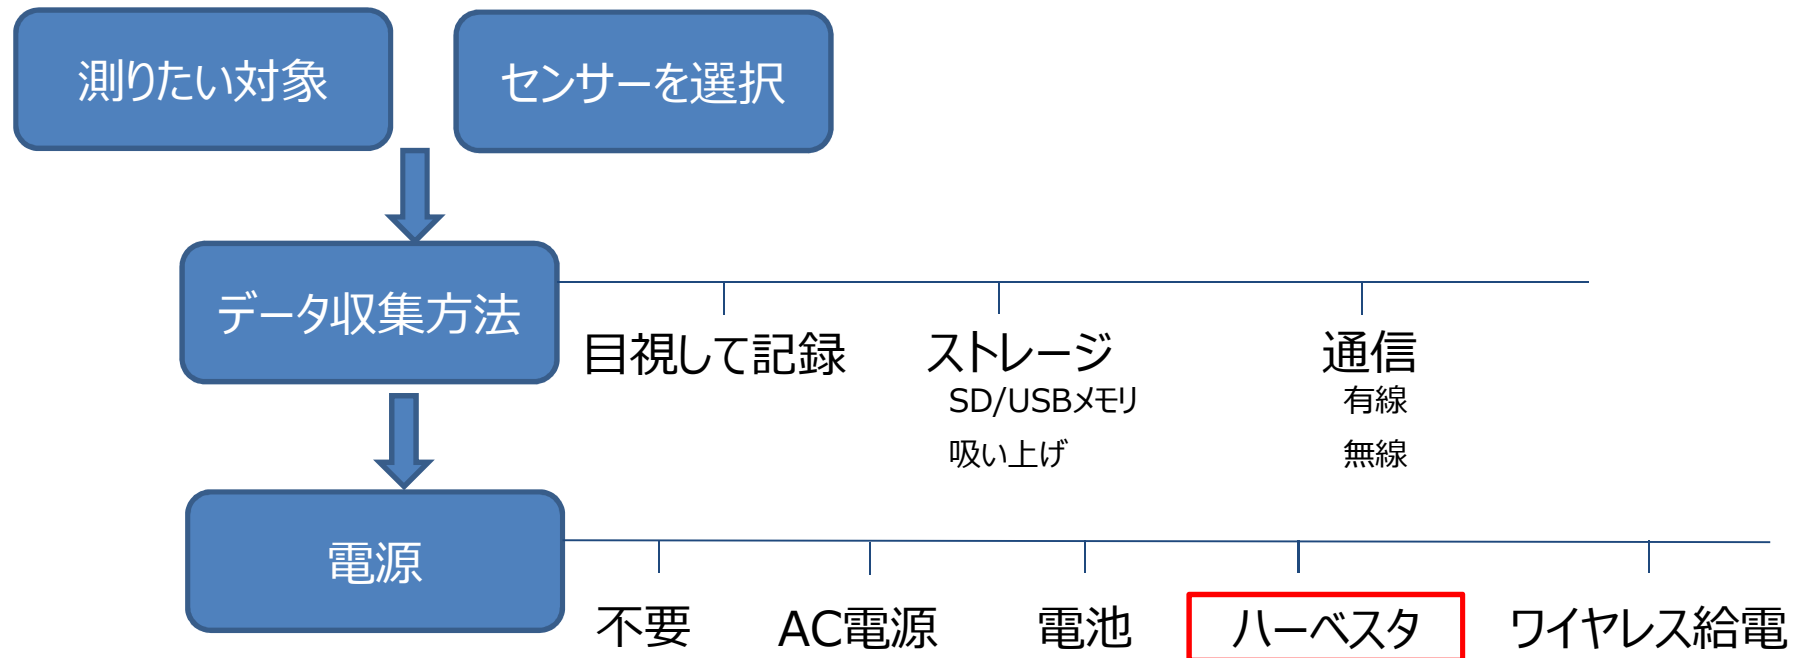 測りたい対象
センサーを選択
データ収集方法
目視して記録
ストレージ
通信
SD/USBメモリ
有線
吸い上げ
無線
電源
不要
AC電源
電池
ハーベスタ
ワイヤレス給電